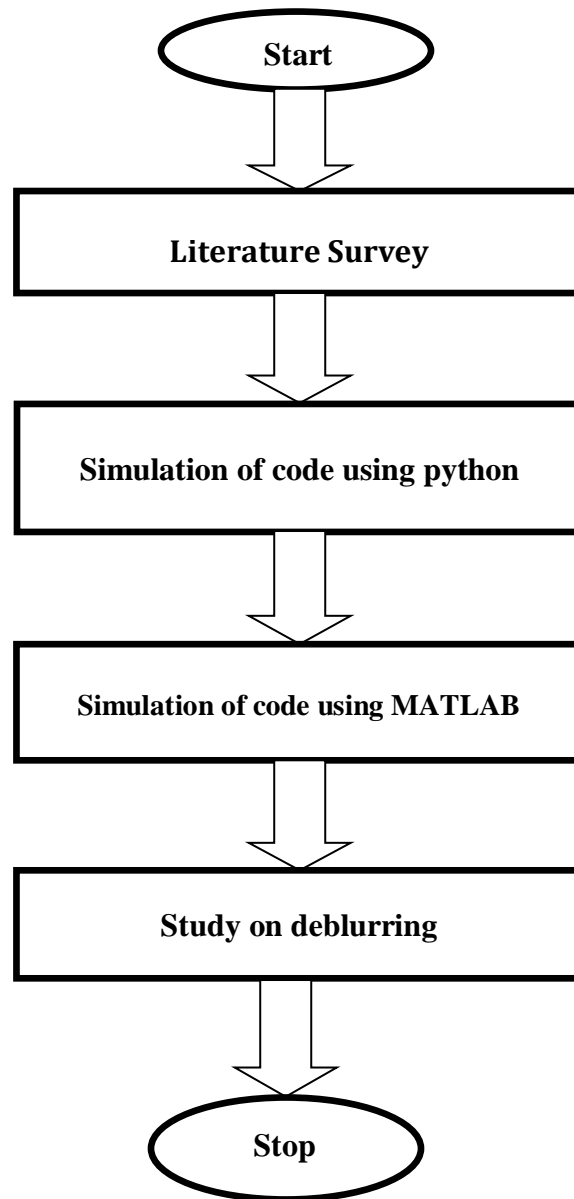 Start
Literature Survey
Simulation of code using python
Simulation of code using MATLAB
Study on deblurring
Stop